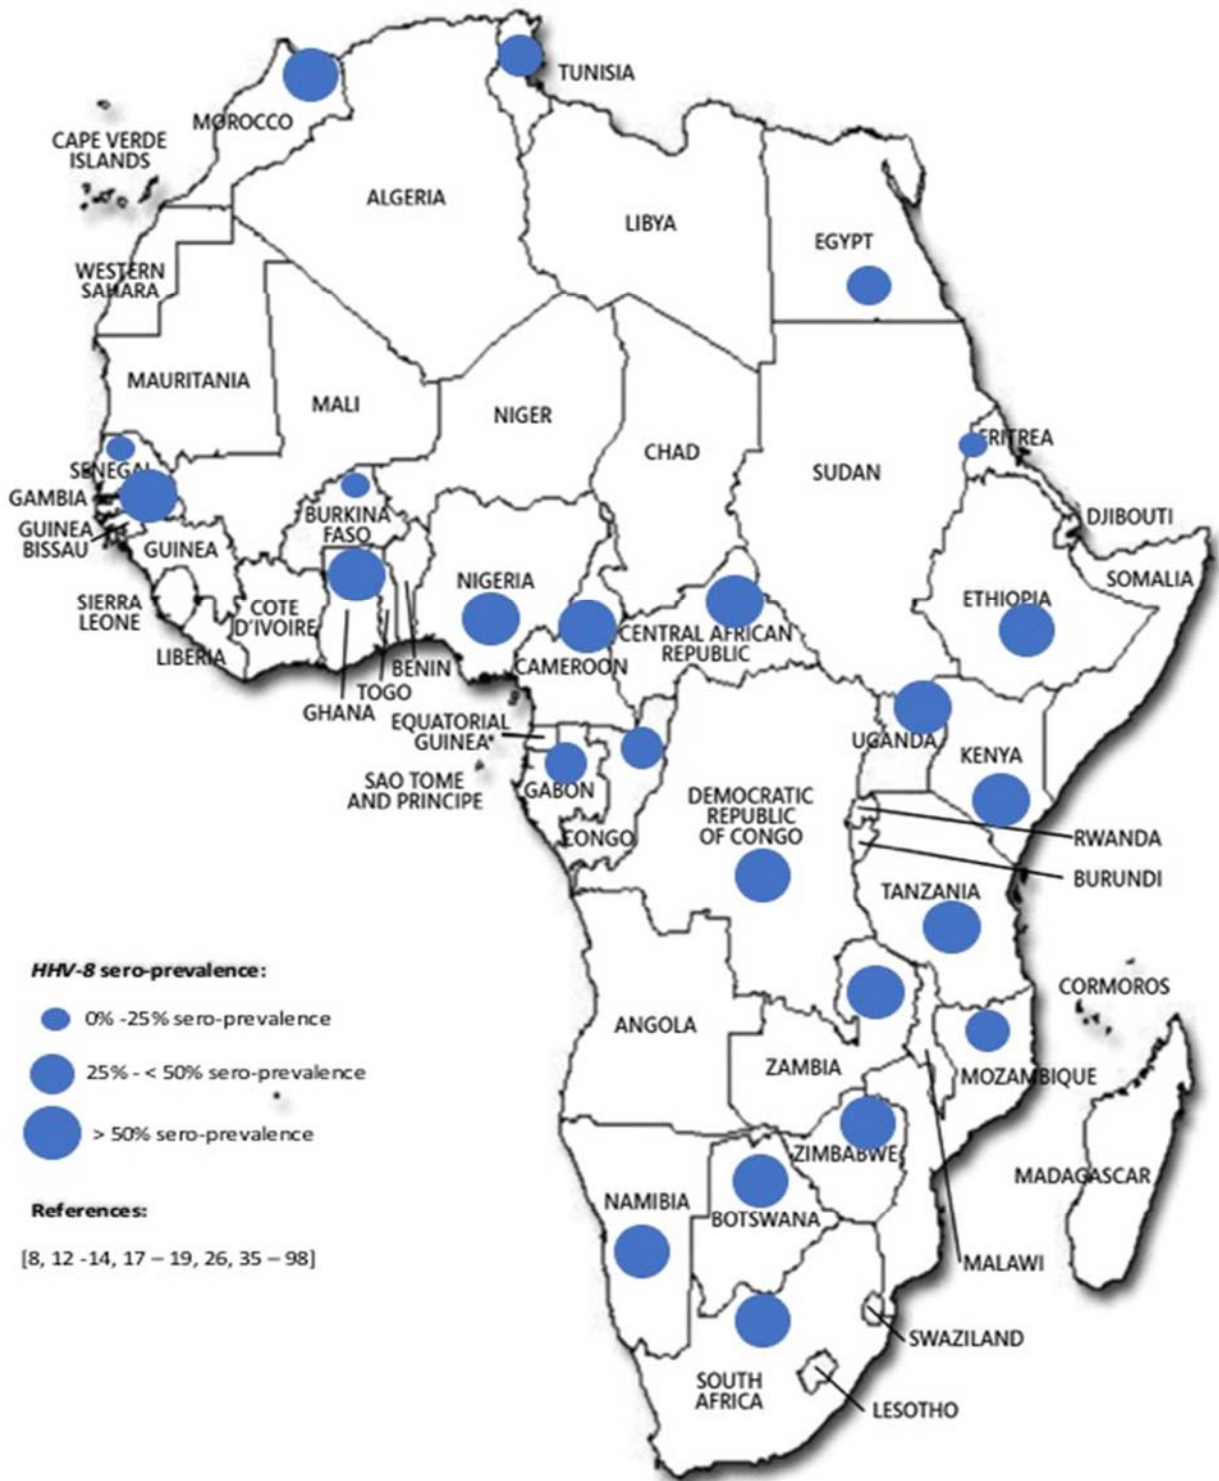 TUNISIA
MOROCCO
CAPE VERDE
ISLANDS
ALGERIA
LIBYA
EGYPT
WESTERN
SAHARA
MAURITANIA
MALI
NIGER
CHAD
SUDAN
ERITREA
SENEGAL
GAMBIA
GUINEA
BISSAU
GUINEA
BURKINA
FASO
DJIBOUTI
SOMALIA
NIGERIA
ETHIOPIA
SIERRA
LEONE
COTE
D'IVOIRE
LIBERIA
BENIN
TOGO
GHANA
CAMEROON
CENTRAL AFRICAN
REPUBLIC
EQUATORIAL
GUINEA
UGANDA
KENYA
SAO TOME
AND PRINCIPE
GABON
CONGO
DEMOCRATIC
REPUBLIC
OF CONGO
RWANDA
BURUNDI
TANZANIA
HHV-8 sero-prevalence:
0% -25% sero-prevalence
25% - < 50% sero-prevalence
> 50% sero-prevalence
References:
[8, 12 -14, 17 – 19, 26, 35 – 98]
CORMOROS
ANGOLA
ZAMBIA
MOZAMBIQUE
ZIMBABWE
MADAGASCAR
NAMIBIA
BOTSWANA
MALAWI
SWAZILAND
SOUTH
AFRICA
LESOTHO